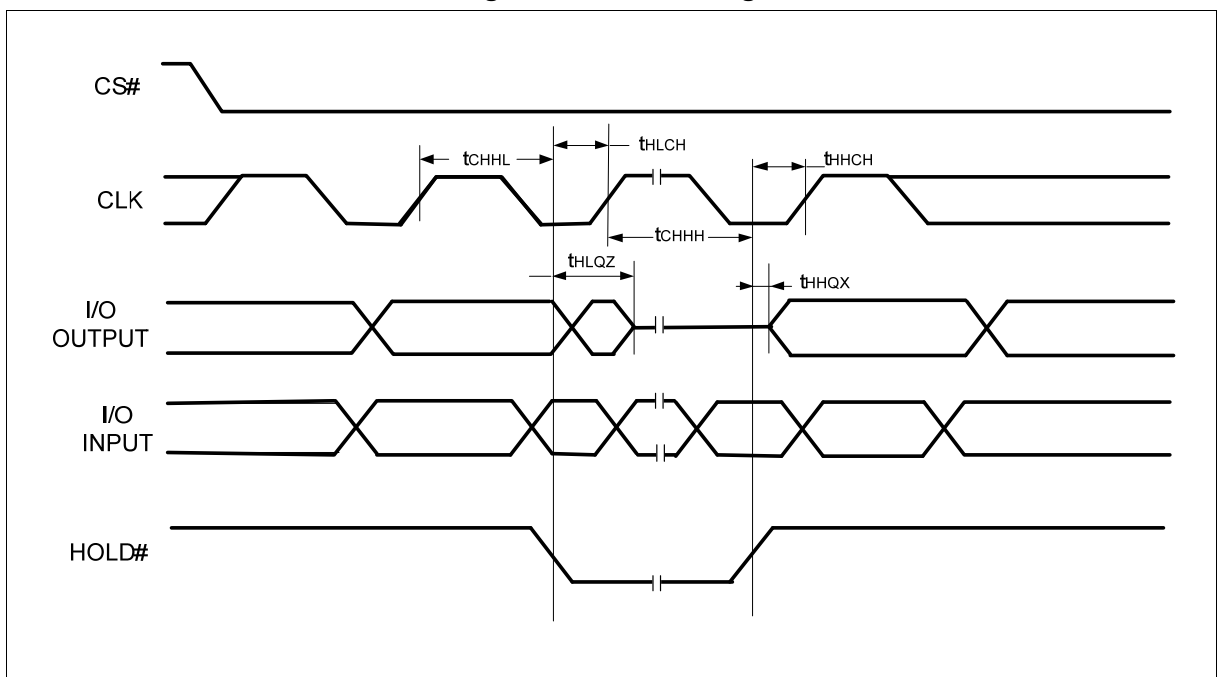 CS#
tCHHL
tHLCH
tHHCH
CLK
tCHHH
tHLQZ
tHHQX
I/O
OUTPUT
I/O
INPUT
HOLD#